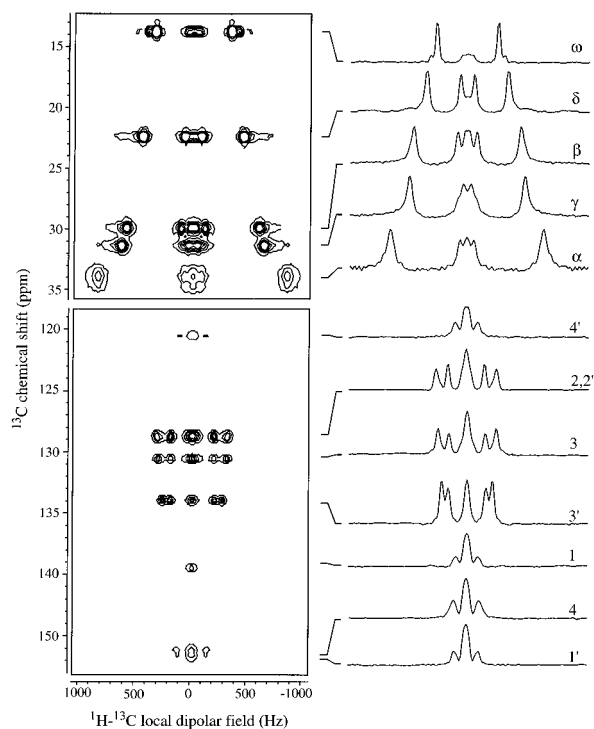 15
20
25
30
35
120
125
130
135
140
145
150
¹³C chemical shift (ppm)
1000 500 0 -500 -1000
¹H-¹³C local dipolar field (Hz)
ω
δ
β
γ
α
4'
2,2'
3
3'
1
4
1'